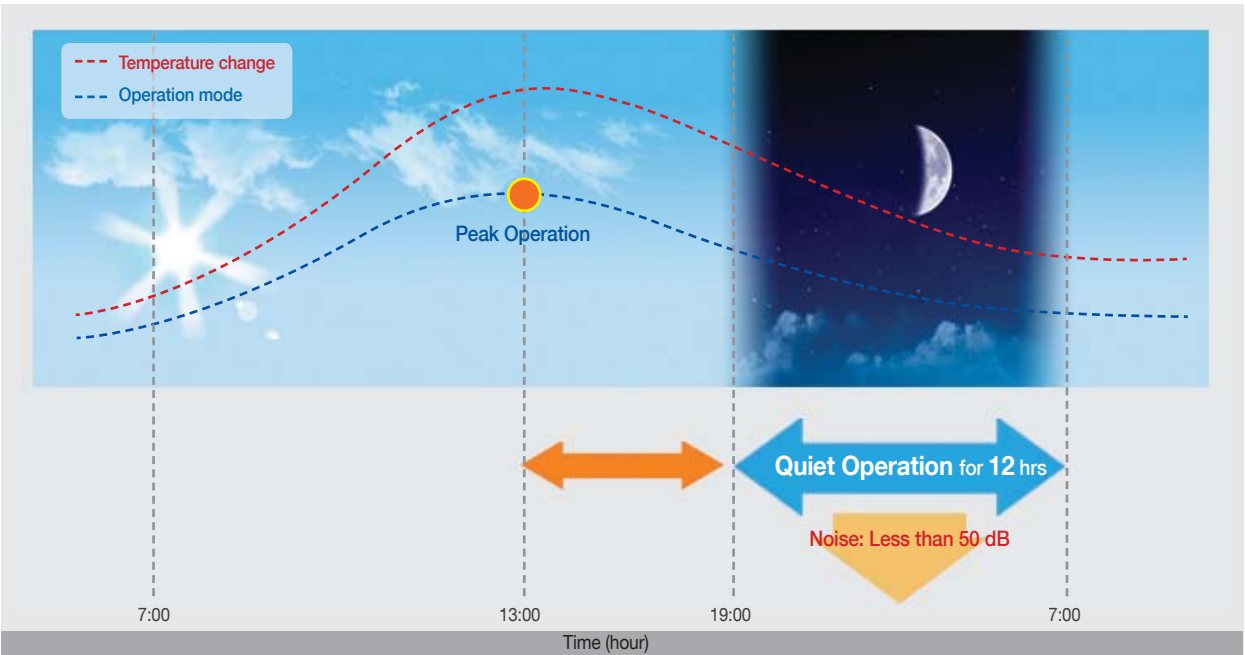 Temperature change
Operation mode
Peak Operation
Quiet Operation for 12 hrs
Noise: Less than 50 dB
7:00 13:00 19:00 7:00
Time (hour)